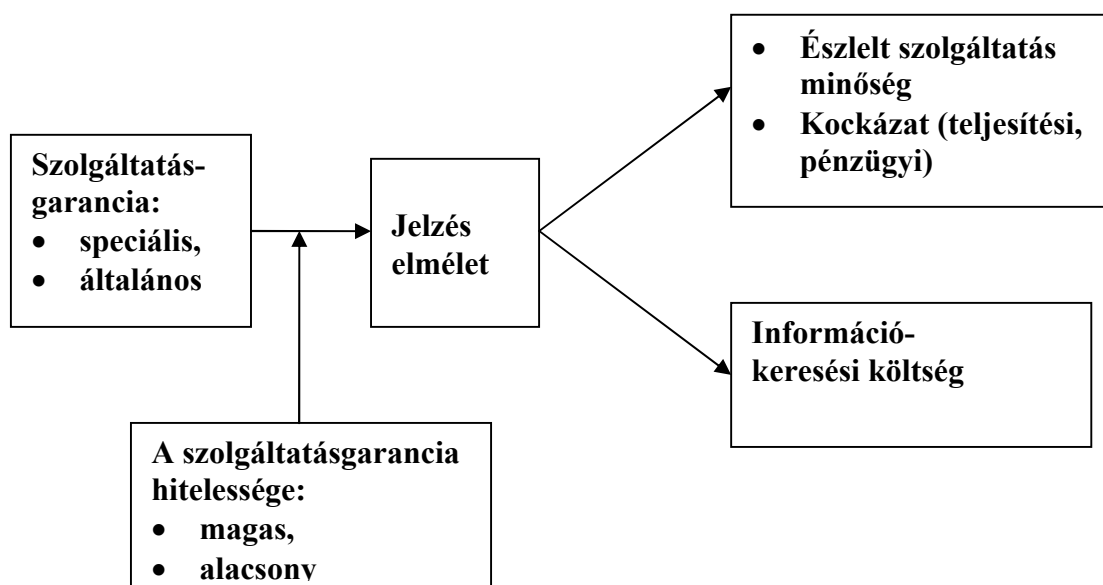 Szolgáltatás-
garancia:
• speciális,
• általános
Jelzés
elmélet
• Észlelt szolgáltatás
minőség
• Kockázat (teljesítési,
pénzügyi)
Információ-
keresési költség
A szolgáltatásgarancia
hitelessége:
• magas,
• alacsony